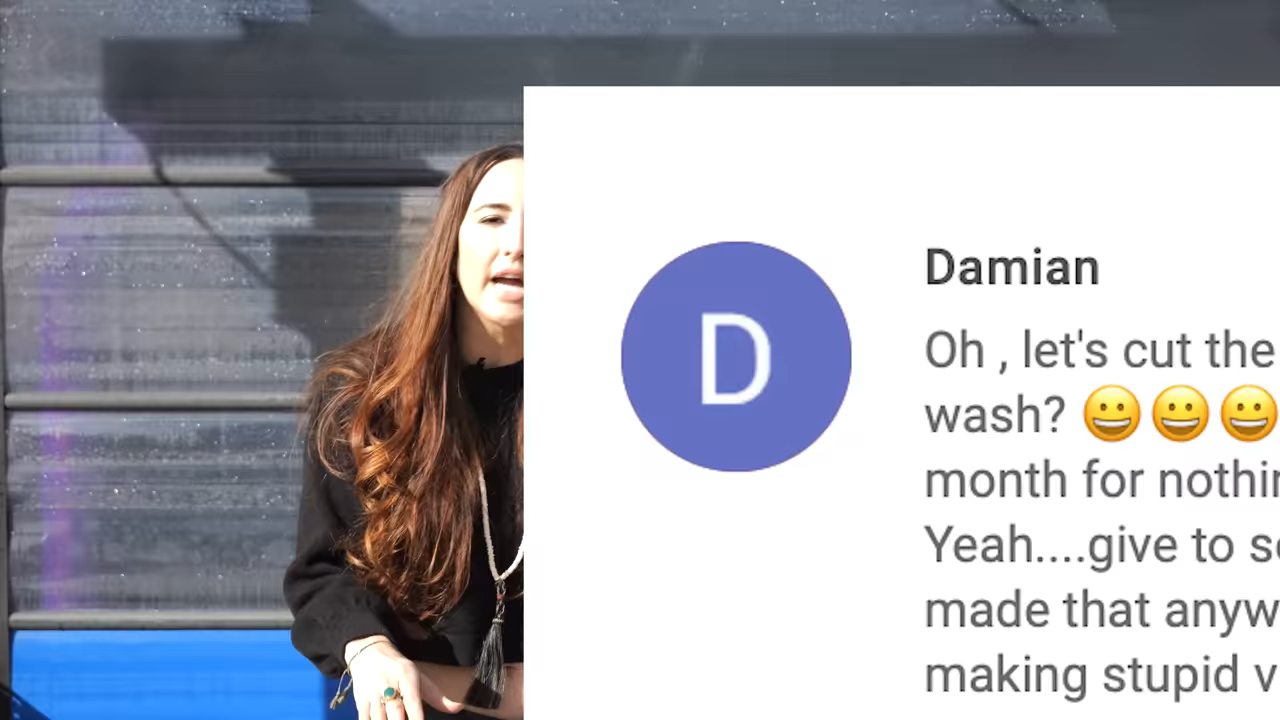 D
Damian
Oh , let's cut the
wash? 😀😀😀
month for
Yeah....give to
made that
making stupid